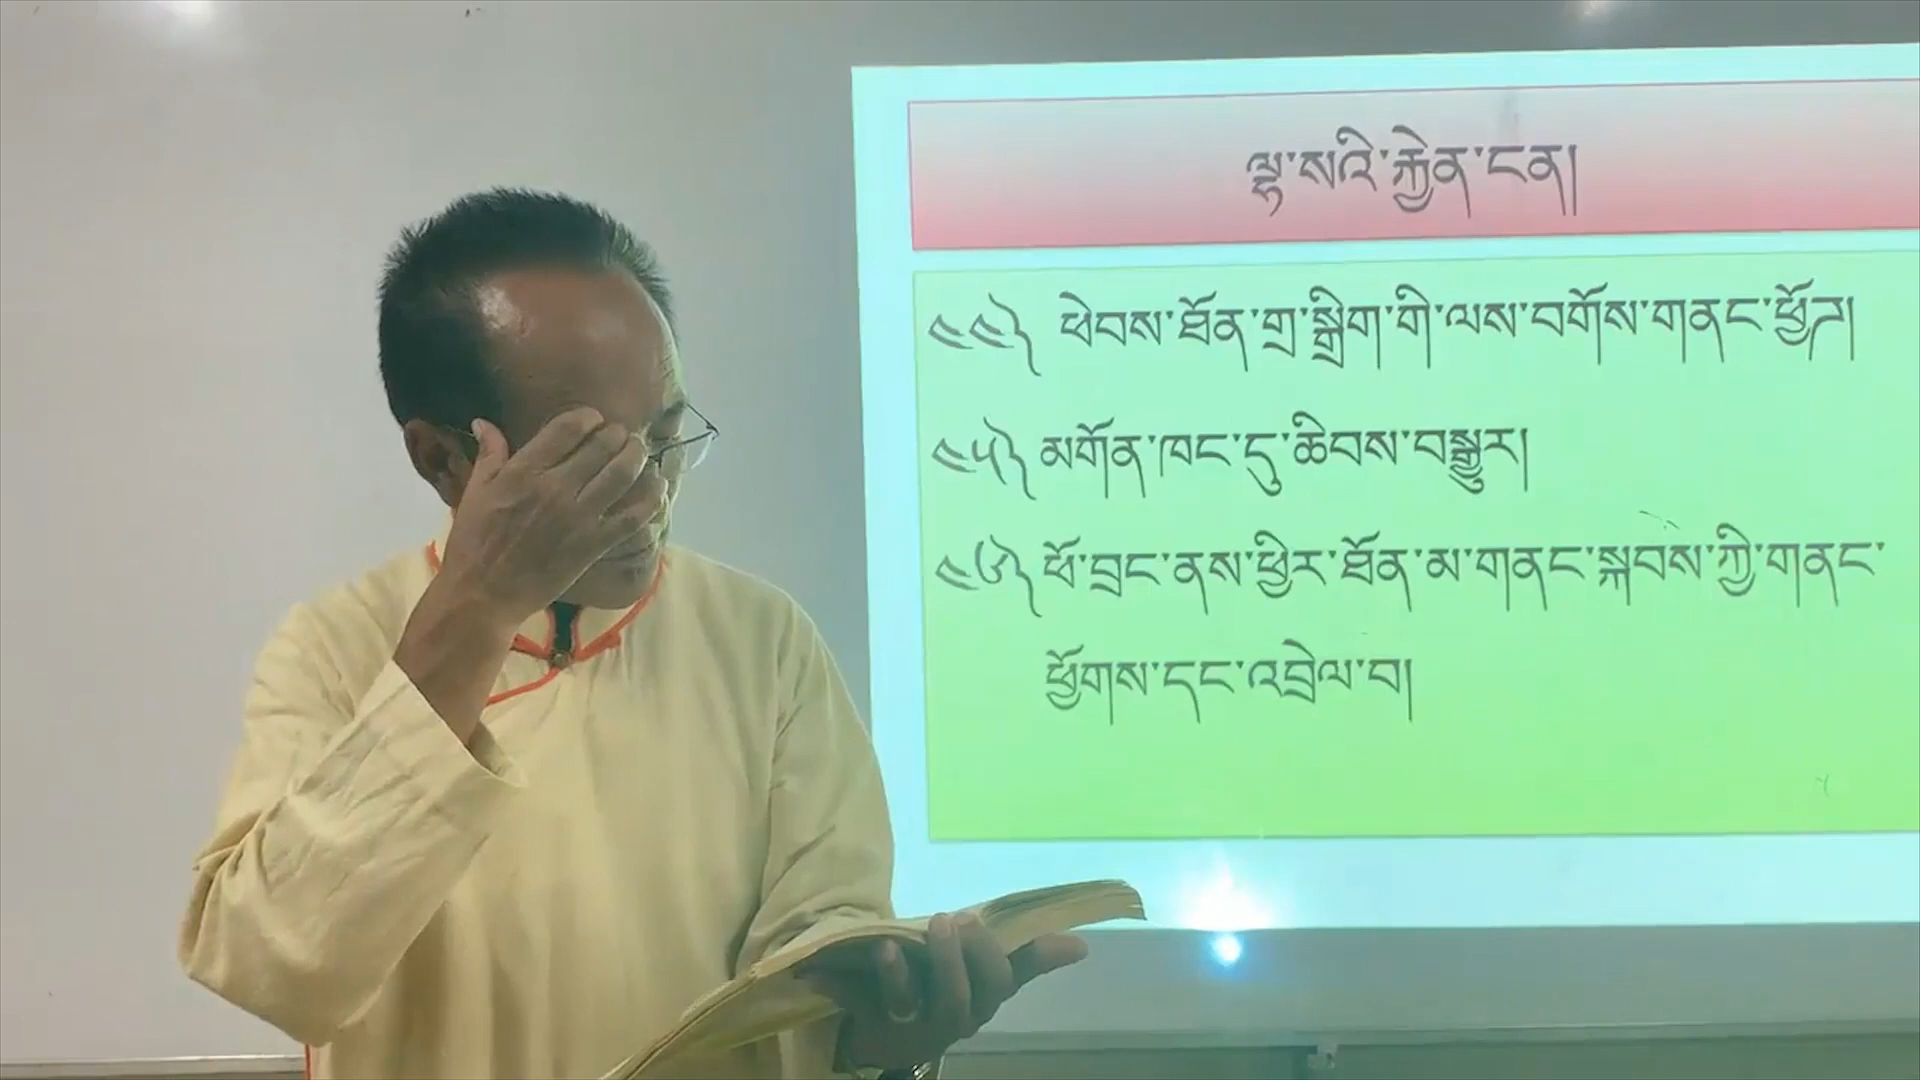 ལྷ་སའི་རྐྱེན་ངན།
༤༤༽ ཕེབས་ཐོན་གྲ་སྒྲིག་གི་ལས་བགོས་གནང་ཕྱོཊ།
༤༥༽ མགོན་ཁང་དུ་ཆིབས་བསྒྱུར།
༤༦༽ ཕོ་བྲང་ནས་ཕྱིར་ཐོན་མ་གནང་སྐབས་ཀྱི་གནང་
ཕྱོགས་དང་འབྲེལ་བ།